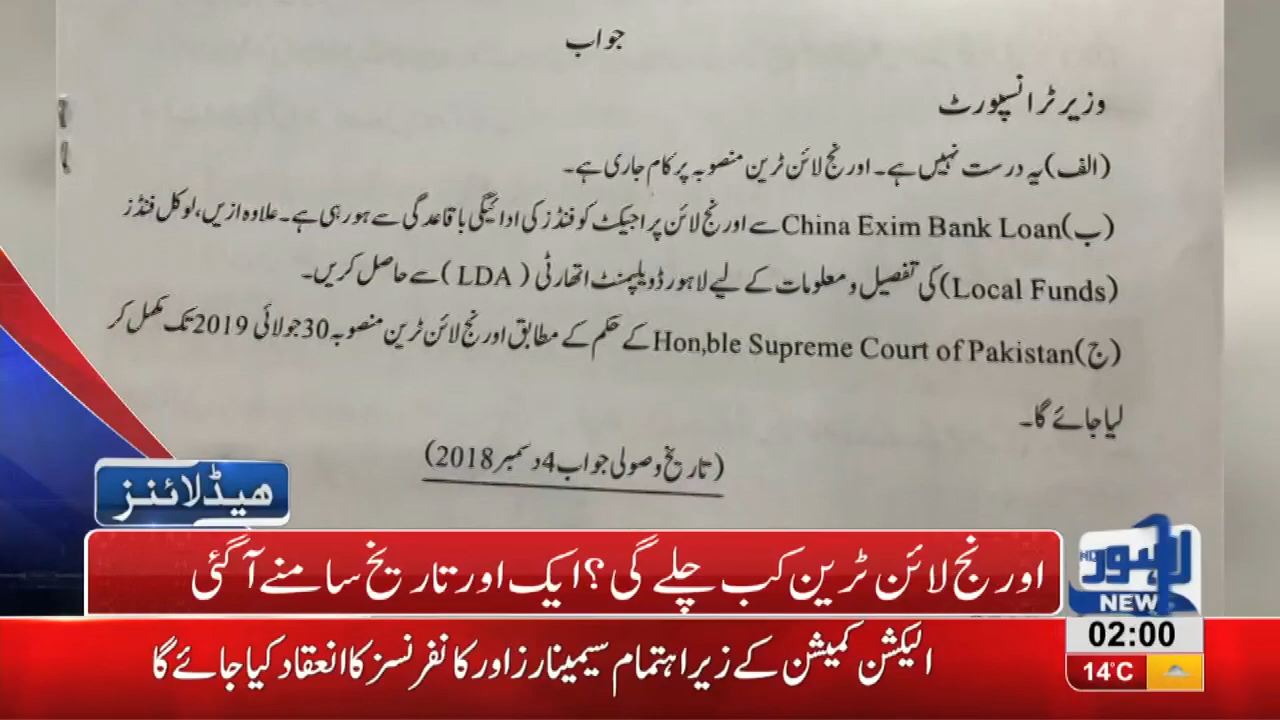 جواب
وزیر ٹرانسپورٹ
(الف) یہ درست نہیں ہے۔ اورنج لائن ٹرین منصوبہ پر کام جاری ہے۔
(ب) China Exim Bank Loan سے اورنج لائن پراجیکٹ کو فنڈز کی ادائیگی باقاعدگی سے ہو رہی ہے۔ علاوہ ازیں، لوکل فنڈز
(Local Funds) کی تفصیل و معلومات کے لیے لاہور ڈویلپمنٹ اتھارٹی (LDA) سے حاصل کریں۔
(ج) Hon,ble Supreme Court of Pakistan کے حکم کے مطابق اورنج لائن ٹرین منصوبہ 30 جولائی 2019 تک مکمل کر
لیا جائے گا۔
(تاریخ وصولی جواب 4 دسمبر 2018)
ہیڈلائنز
اورنج لائن ٹرین کب چلے گی؟ ایک اور تاریخ سامنے آگئی
لاہور
NEW
02:00
الیکشن کمیشن کے زیر اہتمام سیمینارز اور کانفرنسز کا انعقاد کیا جائے گا
14°C